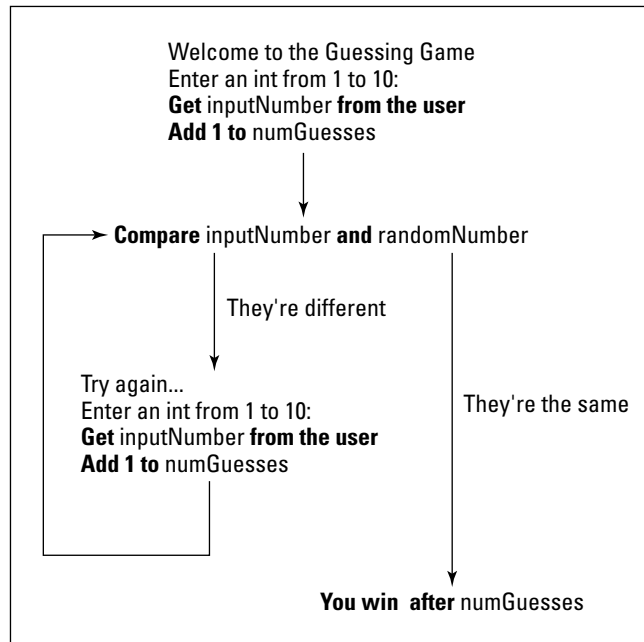 Welcome to the Guessing Game
Enter an int from 1 to 10:
Get inputNumber from the user
Add 1 to numGuesses
Compare inputNumber and randomNumber
They're different
Try again...
Enter an int from 1 to 10:
Get inputNumber from the user
Add 1 to numGuesses
They're the same
You win after numGuesses